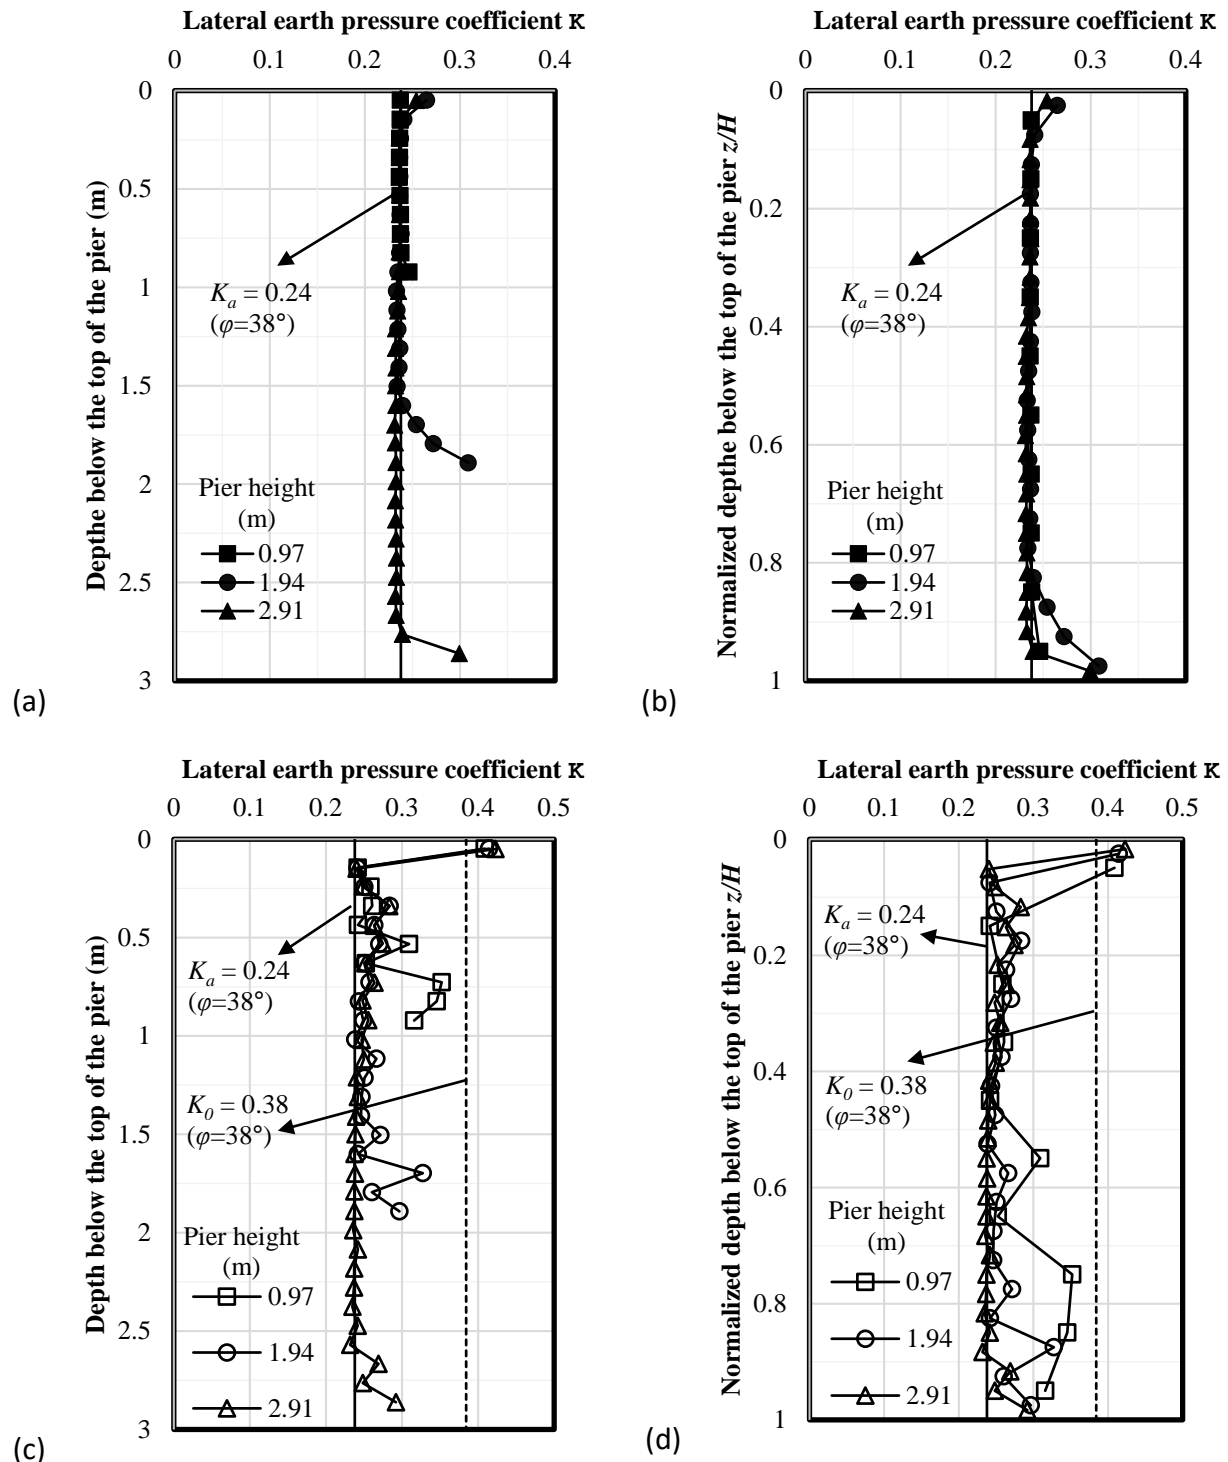 Lateral earth pressure coefficient K
0 0.1 0.2 0.3 0.4
0
0.5
1
1.5
2
2.5
3
Depthe below the top of the pier (m)
Kₐ = 0.24
(φ=38°)
Pier height
(m)
0.97
1.94
2.91
(a)
Lateral earth pressure coefficient K
0 0.1 0.2 0.3 0.4
0
0.2
0.4
0.6
0.8
1
Normalized depthe below the top of the pier z/H
Kₐ = 0.24
(φ=38°)
Pier height
(m)
0.97
1.94
2.91
(b)
Lateral earth pressure coefficient K
0 0.1 0.2 0.3 0.4 0.5
0
0.5
1
1.5
2
2.5
3
Depth below the top of the pier (m)
Kₐ = 0.24
(φ=38°)
K₀ = 0.38
(φ=38°)
Pier height
(m)
0.97
1.94
2.91
(c)
Lateral earth pressure coefficient K
0 0.1 0.2 0.3 0.4 0.5
0
0.2
0.4
0.6
0.8
1
Normalized depth below the top of the pier z/H
Kₐ = 0.24
(φ=38°)
K₀ = 0.38
(φ=38°)
Pier height
(m)
0.97
1.94
2.91
(d)